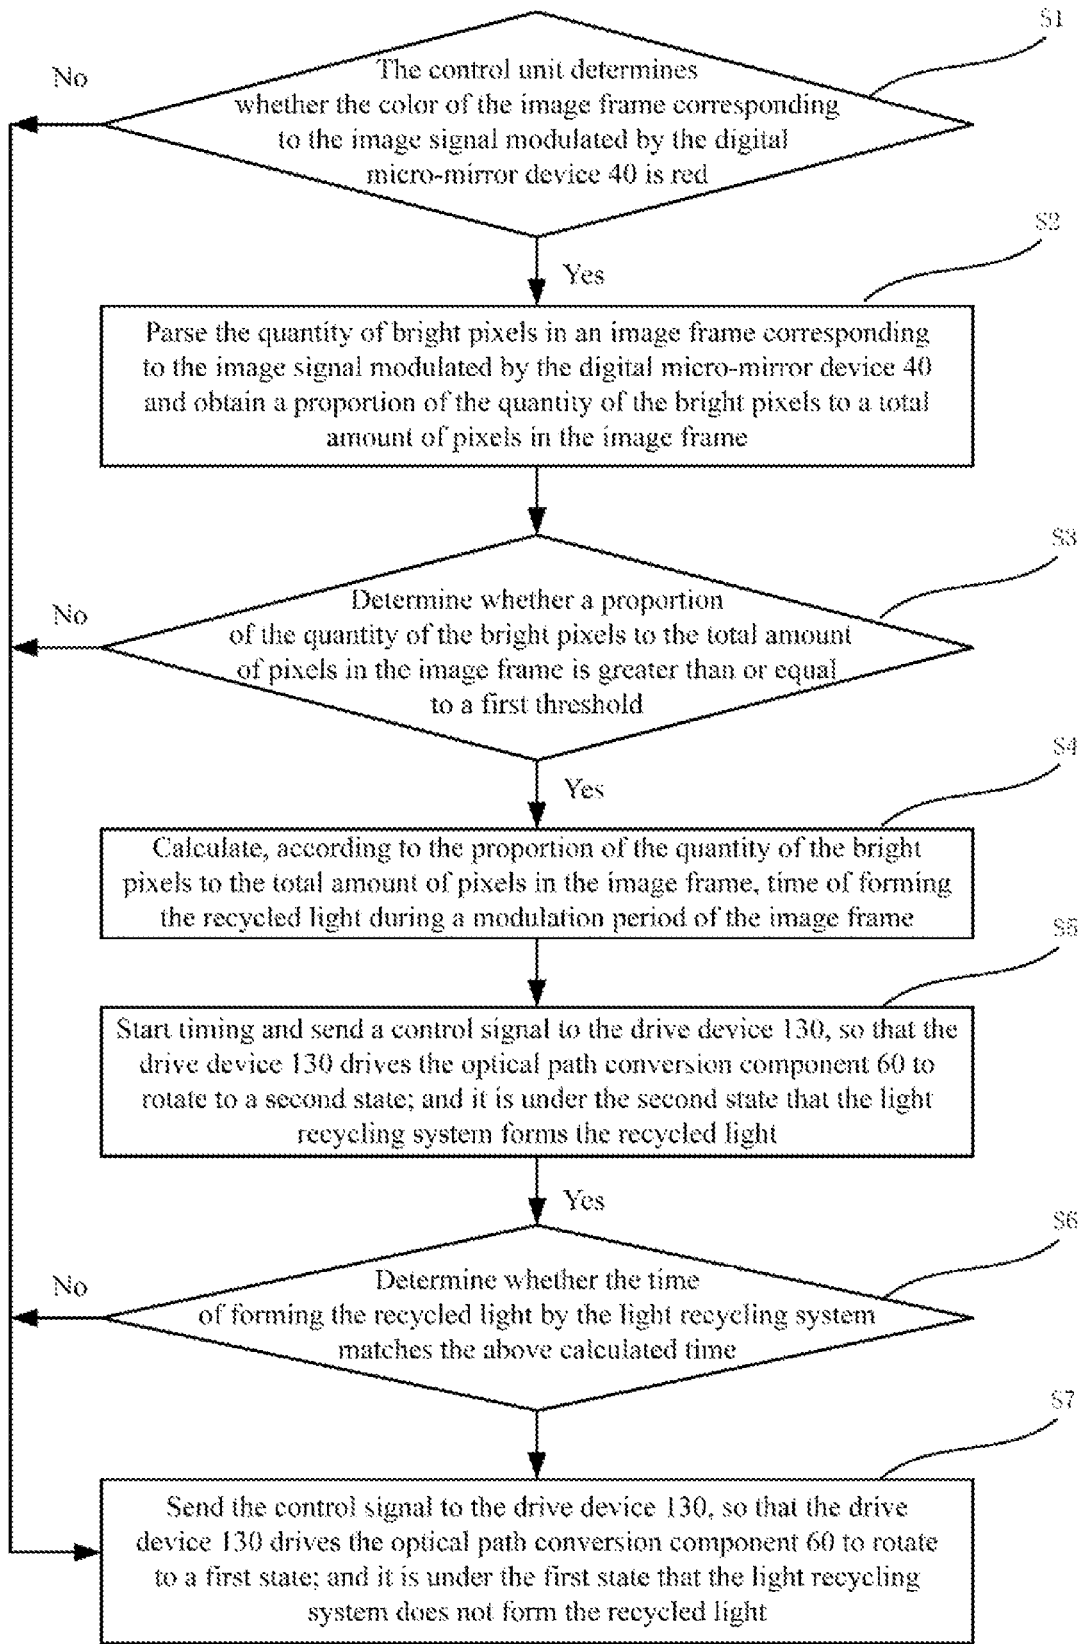 S1
No
The control unit determines
whether the color of the image frame corresponding
to the image signal modulated by the digital
micro-mirror device 40 is red
S2
Yes
Parse the quantity of bright pixels in an image frame corresponding
to the image signal modulated by the digital micro-mirror device 40
and obtain a proportion of the quantity of the bright pixels to a total
amount of pixels in the image frame
S3
No
Determine whether a proportion
of the quantity of the bright pixels to the total amount
of pixels in the image frame is greater than or equal
to a first threshold
S4
Yes
Calculate, according to the proportion of the quantity of the bright
pixels to the total amount of pixels in the image frame, time of forming
the recycled light during a modulation period of the image frame
S5
Start timing and send a control signal to the drive device 130, so that the
drive device 130 drives the optical path conversion component 60 to
rotate to a second state; and it is under the second state that the light
recycling system forms the recycled light
Yes
S6
No
Determine whether the time
of forming the recycled light by the light recycling system
matches the above calculated time
S7
Send the control signal to the drive device 130, so that the drive
device 130 drives the optical path conversion component 60 to rotate
to a first state; and it is under the first state that the light recycling
system does not form the recycled light